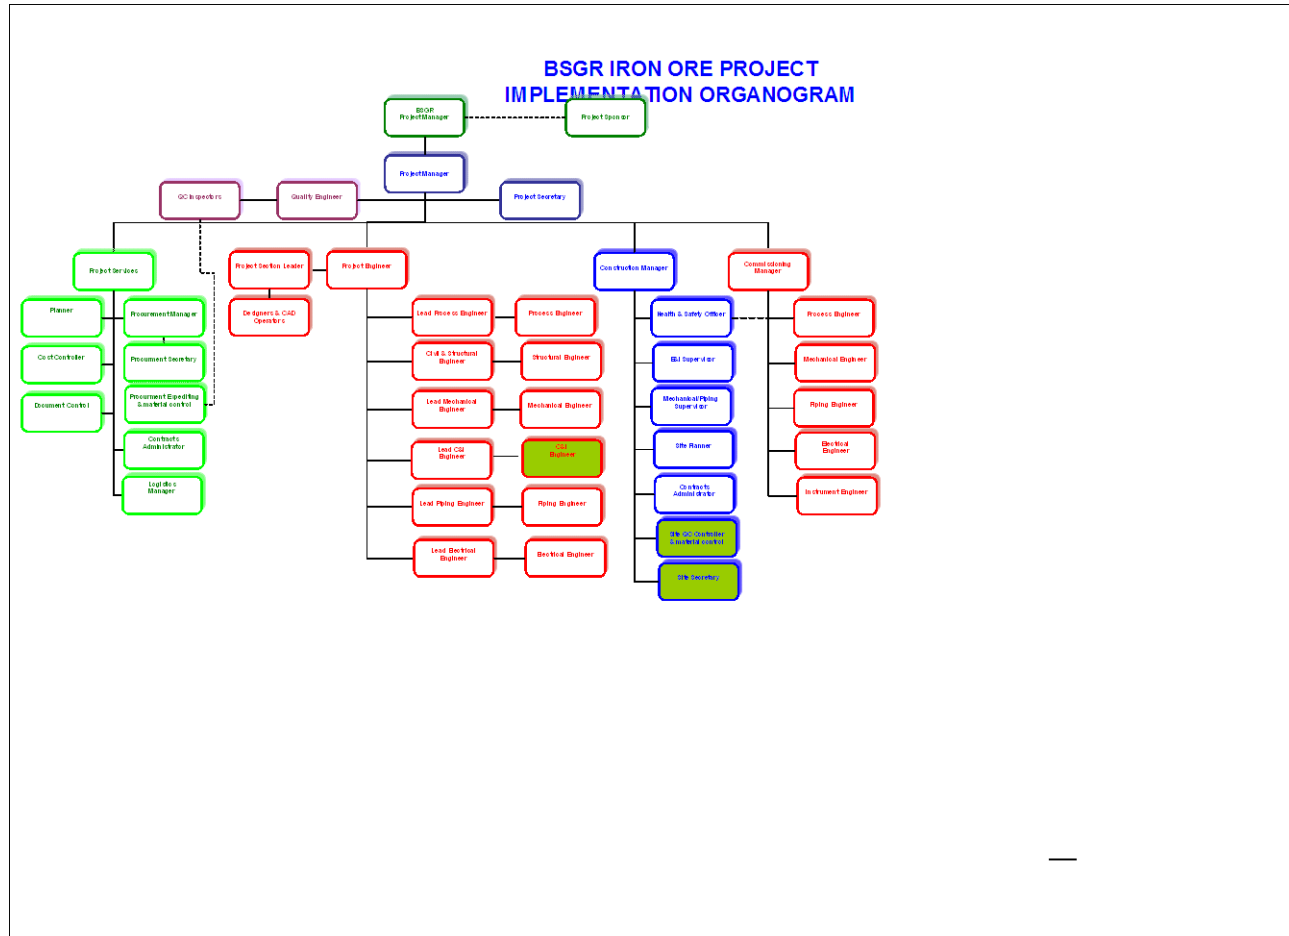 BSGR IRON ORE PROJECT
IMPLEMENTATION ORGANOGRAM
BSGR
Project Manager
Project Sponsor
Project Manager
QC Inspectors
Quality Engineer
Project Secretary
Project Services
Project Section Leader
Project Engineer
Construction Manager
Commissioning
Manager
Planner
Procurement Manager
Designers & CAD
Operators
Lead Process Engineer
Process Engineer
Health & Safety Officer
Process Engineer
Cost Controller
Procument Secretary
Civil & Structural
Engineer
Structural Engineer
E&I Supervisor
Mechanical Engineer
Document Control
Procument Expediting
& material control
Lead Mechanical
Engineer
Mechanical Engineer
Mechanical/Piping
Supervisor
Piping Engineer
Contracts
Administrator
Lead C&I
Engineer
C&I
Engineer
Site Planner
Electrical
Engineer
Logistics
Manager
Lead Piping Engineer
Piping Engineer
Contracts
Administrator
Instrument Engineer
Lead Electrical
Engineer
Electrical Engineer
Site QC Controller
& material control
Site Secretary